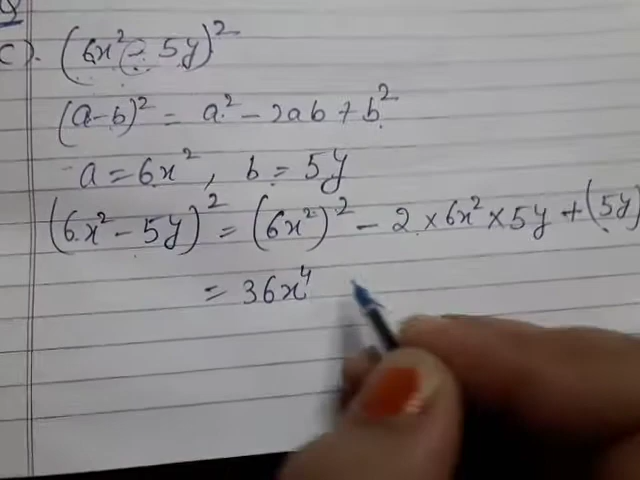 c). (6x² - 5y)²
(a-b)² = a² - 2ab + b²
a = 6x², b = 5y
(6x² - 5y)² = (6x²)² - 2 × 6x² × 5y + (5y)
= 36x⁴